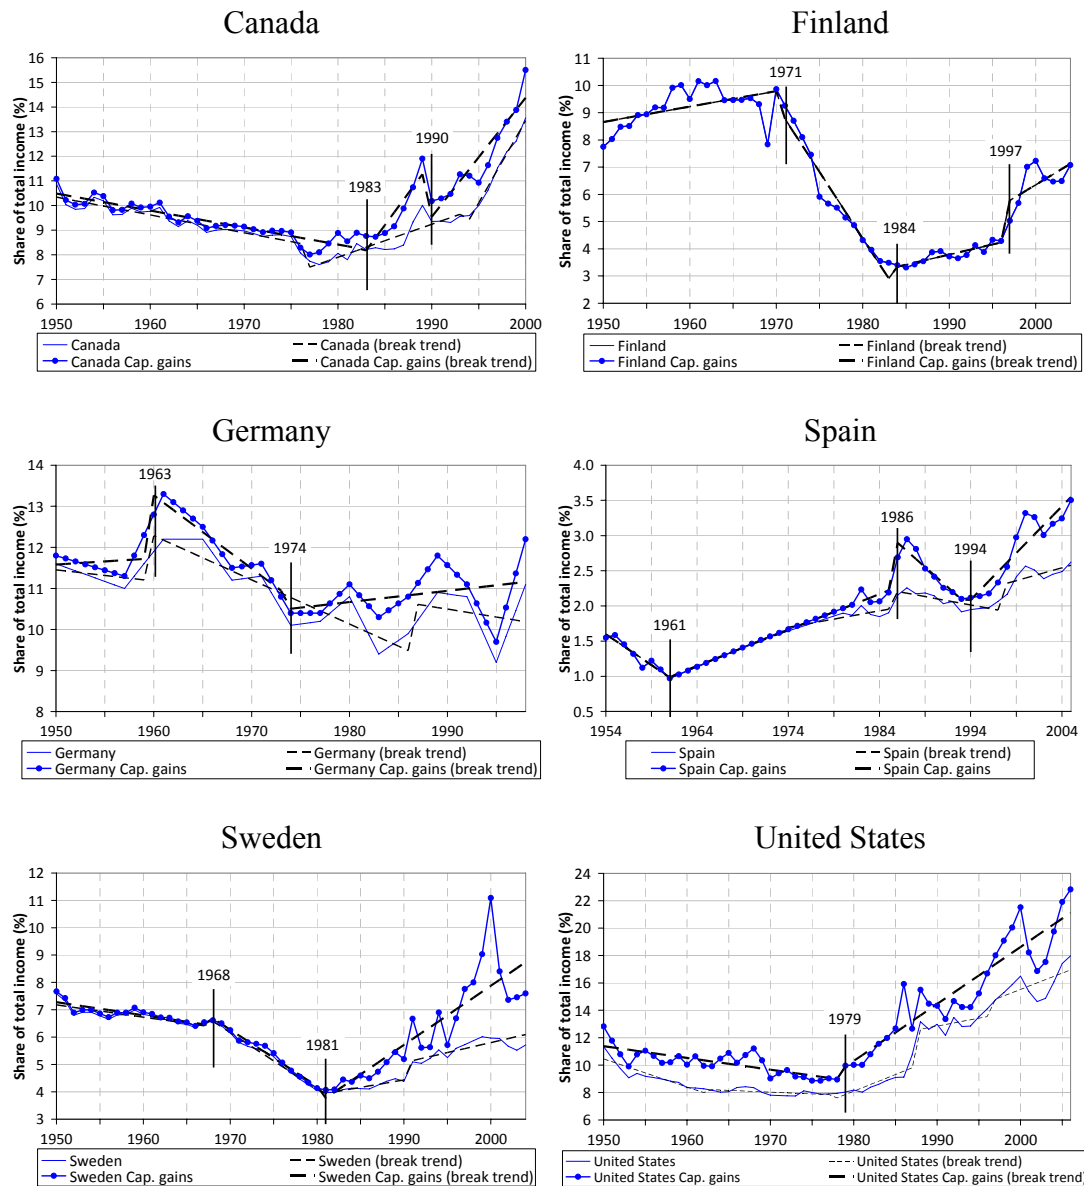 Canada
Finland
Share of total income (%)
16
15
14
13
12
11
10
9
8
7
6
1990
1983
1950 1960 1970 1980 1990 2000
Canada
Canada (break trend)
Canada Cap. gains
Canada Cap. gains (break trend)
Share of total income (%)
11
10
9
8
7
6
5
4
3
2
1971
1997
1984
1950 1960 1970 1980 1990 2000
Finland
Finland (break trend)
Finland Cap. gains
Finland Cap. gains (break trend)
Germany
Spain
Share of total income (%)
14
13
12
11
10
9
8
1963
1974
1950 1960 1970 1980 1990
Germany
Germany (break trend)
Germany Cap. gains
Germany Cap. gains (break trend)
Share of total income (%)
4.0
3.5
3.0
2.5
2.0
1.5
1.0
0.5
1986
1994
1961
1954 1964 1974 1984 1994 2004
Spain
Spain (break trend)
Spain Cap. gains
Spain Cap. gains
Sweden
United States
Share of total income (%)
12
11
10
9
8
7
6
5
4
3
1968
1981
1950 1960 1970 1980 1990 2000
Sweden
Sweden (break trend)
Sweden Cap. gains
Sweden Cap. gains (break trend)
Share of total income (%)
24
22
20
18
16
14
12
10
8
6
1979
1950 1960 1970 1980 1990 2000
United States
United States (break trend)
United States Cap. gains
United States Cap. gains (break trend)